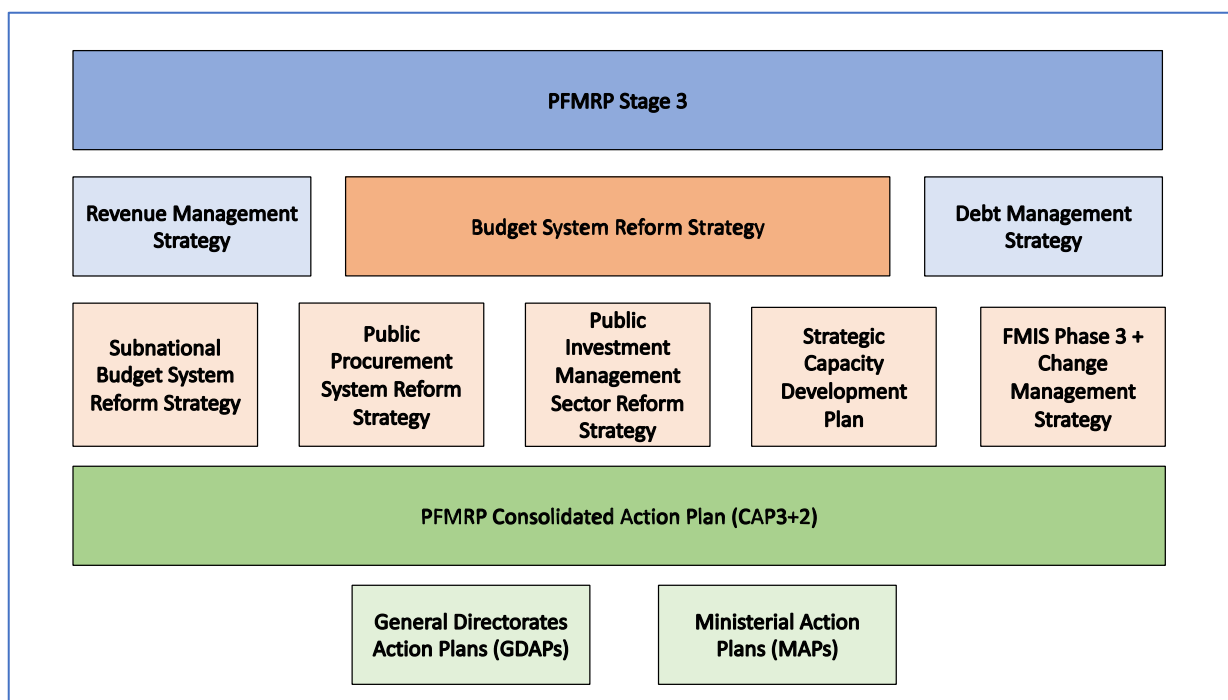 PFMRP Stage 3
Revenue Management
Strategy
Budget System Reform Strategy
Debt Management
Strategy
Subnational
Budget System
Reform Strategy
Public
Procurement
System Reform
Strategy
Public
Investment
Management
Sector Reform
Strategy
Strategic
Capacity
Development
Plan
FMIS Phase 3 +
Change
Management
Strategy
PFMRP Consolidated Action Plan (CAP3+2)
General Directorates
Action Plans (GDAPs)
Ministerial Action
Plans (MAPs)